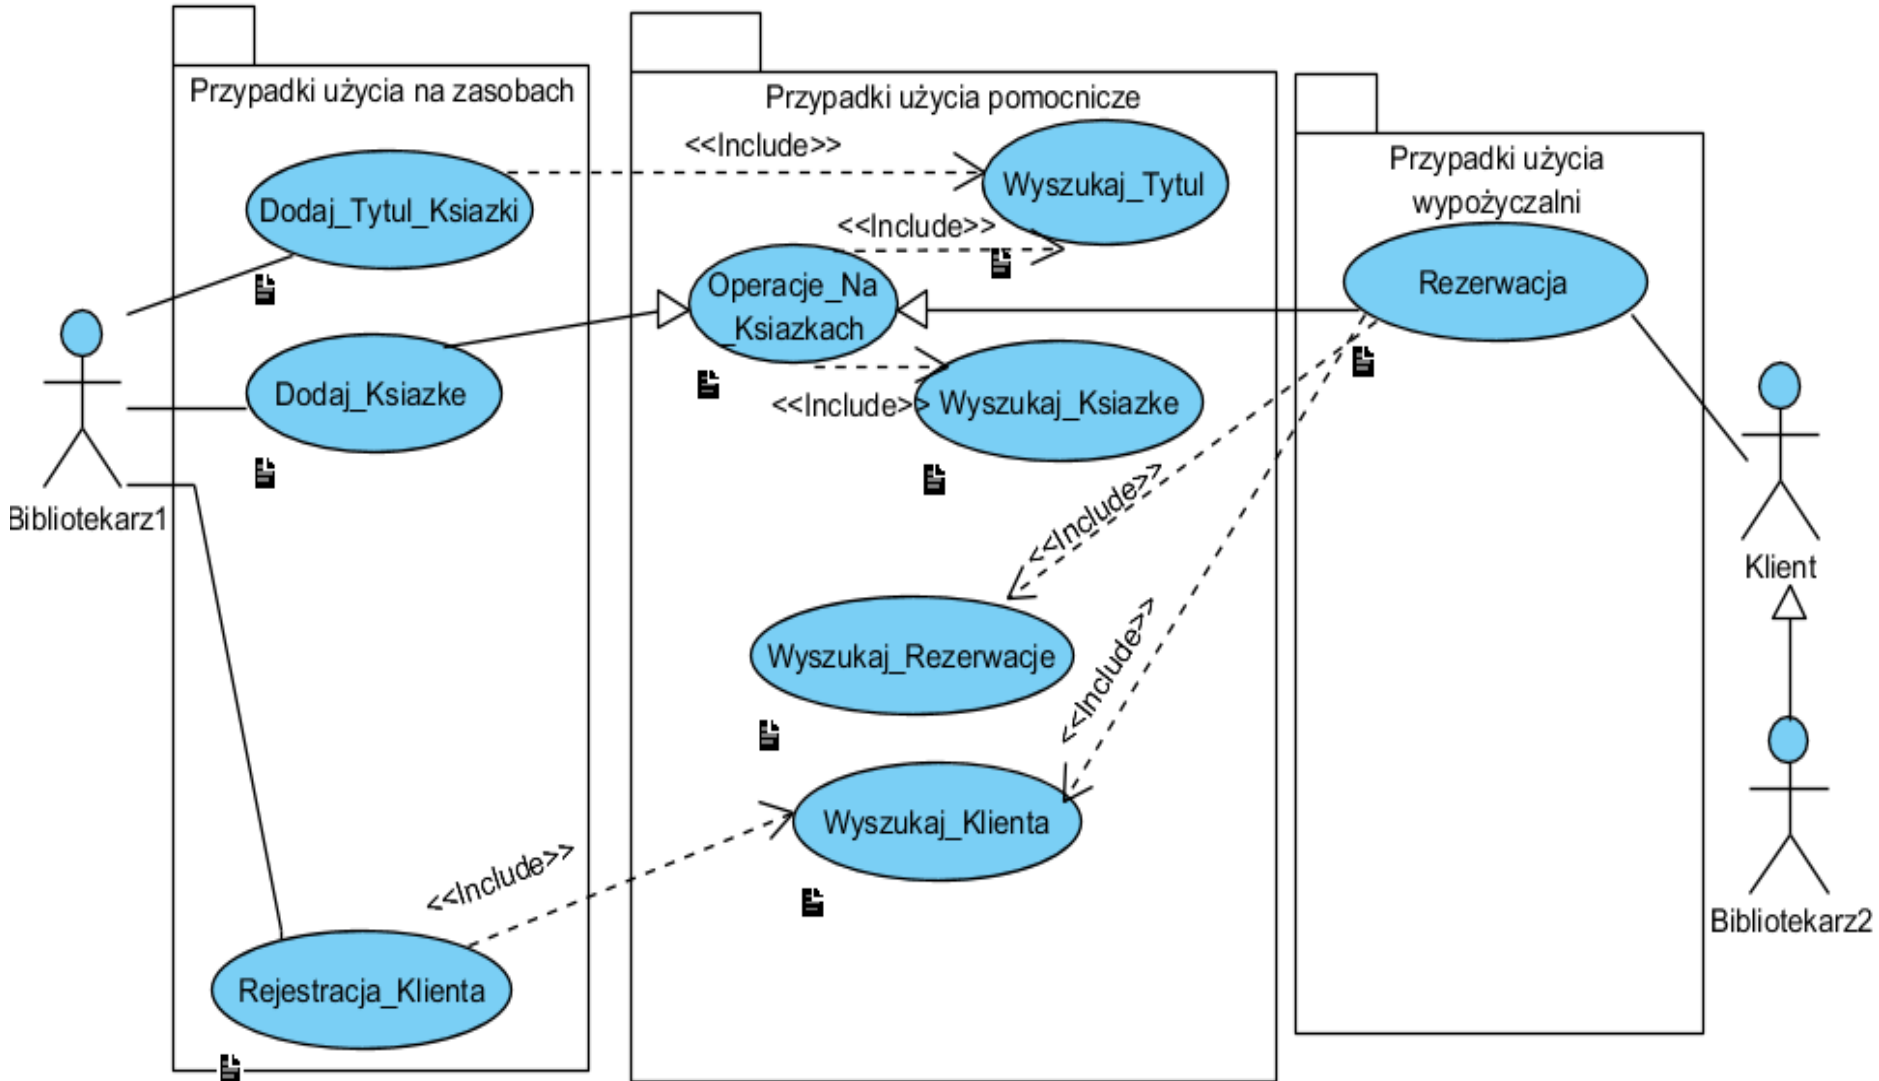 Przypadki użycia na zasobach
Dodaj_Tytul_Ksiazki
Dodaj_Ksiazke
Bibliotekarz1
<<Include>>
Rejestracja_Klienta
Przypadki użycia pomocnicze
<<Include>>
Wyszukaj_Tytul
<<Include>>
Operacje_Na
_Ksiazkach
<<Include>>
Wyszukaj_Ksiazke
<<Include>>
Wyszukaj_Rezerwacje
<<Include>>
Wyszukaj_Klienta
Przypadki użycia
wypożyczalni
Rezerwacja
Klient
Bibliotekarz2